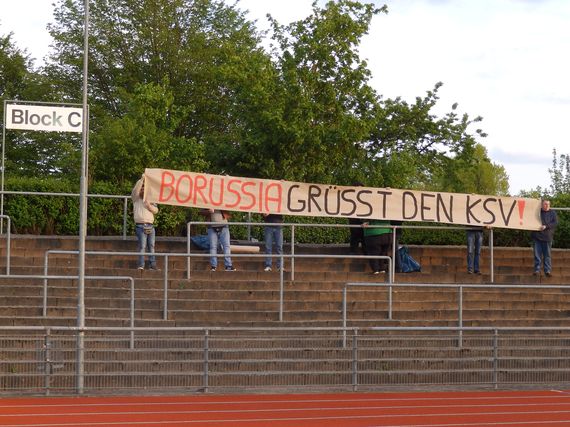 Block C
BORUSSIA GRÜSST DEN KSV!